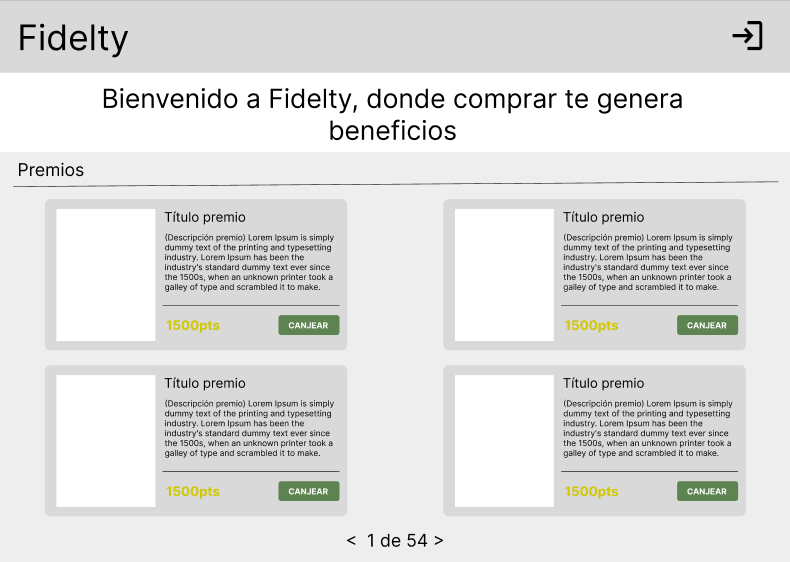 Fidelty
Bienvenido a Fidelty, donde comprar te genera
beneficios
Premios
Título premio
(Descripción premio) Lorem Ipsum is simply
dummy text of the printing and typesetting
industry. Lorem Ipsum has been the
industry's standard dummy text ever since
the 1500s, when an unknown printer took a
galley of type and scrambled it to make.
1500pts
CANJEAR
Título premio
(Descripción premio) Lorem Ipsum is simply
dummy text of the printing and typesetting
industry. Lorem Ipsum has been the
industry's standard dummy text ever since
the 1500s, when an unknown printer took a
galley of type and scrambled it to make.
1500pts
CANJEAR
Título premio
(Descripción premio) Lorem Ipsum is simply
dummy text of the printing and typesetting
industry. Lorem Ipsum has been the
industry's standard dummy text ever since
the 1500s, when an unknown printer took a
galley of type and scrambled it to make.
1500pts
CANJEAR
Título premio
(Descripción premio) Lorem Ipsum is simply
dummy text of the printing and typesetting
industry. Lorem Ipsum has been the
industry's standard dummy text ever since
the 1500s, when an unknown printer took a
galley of type and scrambled it to make.
1500pts
CANJEAR
< 1 de 54 >